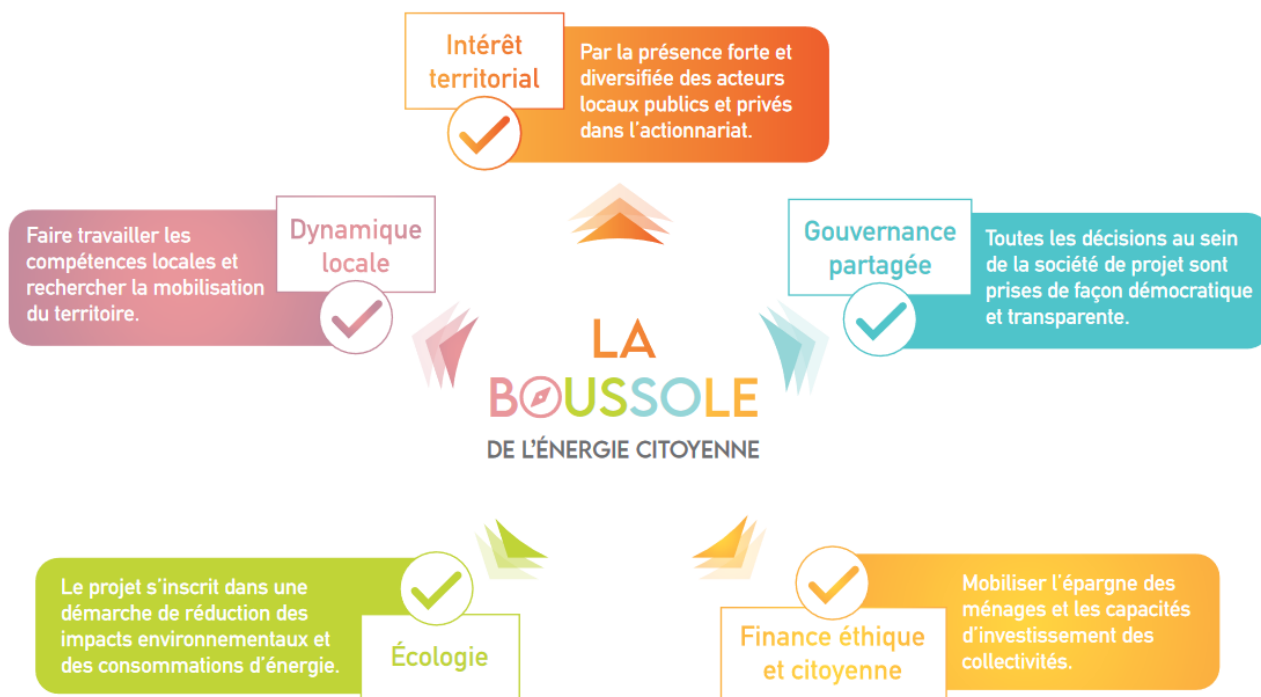 Intérêt
territorial
Par la présence forte et
diversifiée des acteurs
locaux publics et privés
dans l'actionnariat.
Dynamique
locale
Faire travailler les
compétences locales et
rechercher la mobilisation
du territoire.
Gouvernance
partagée
Toutes les décisions au sein
de la société de projet sont
prises de façon démocratique
et transparente.
LA
BOUSSOLE
DE L'ÉNERGIE CITOYENNE
Le projet s'inscrit dans une
démarche de réduction des
impacts environnementaux et
des consommations d'énergie.
Écologie
Finance éthique
et citoyenne
Mobiliser l'épargne des
ménages et les capacités
d'investissement des
collectivités.